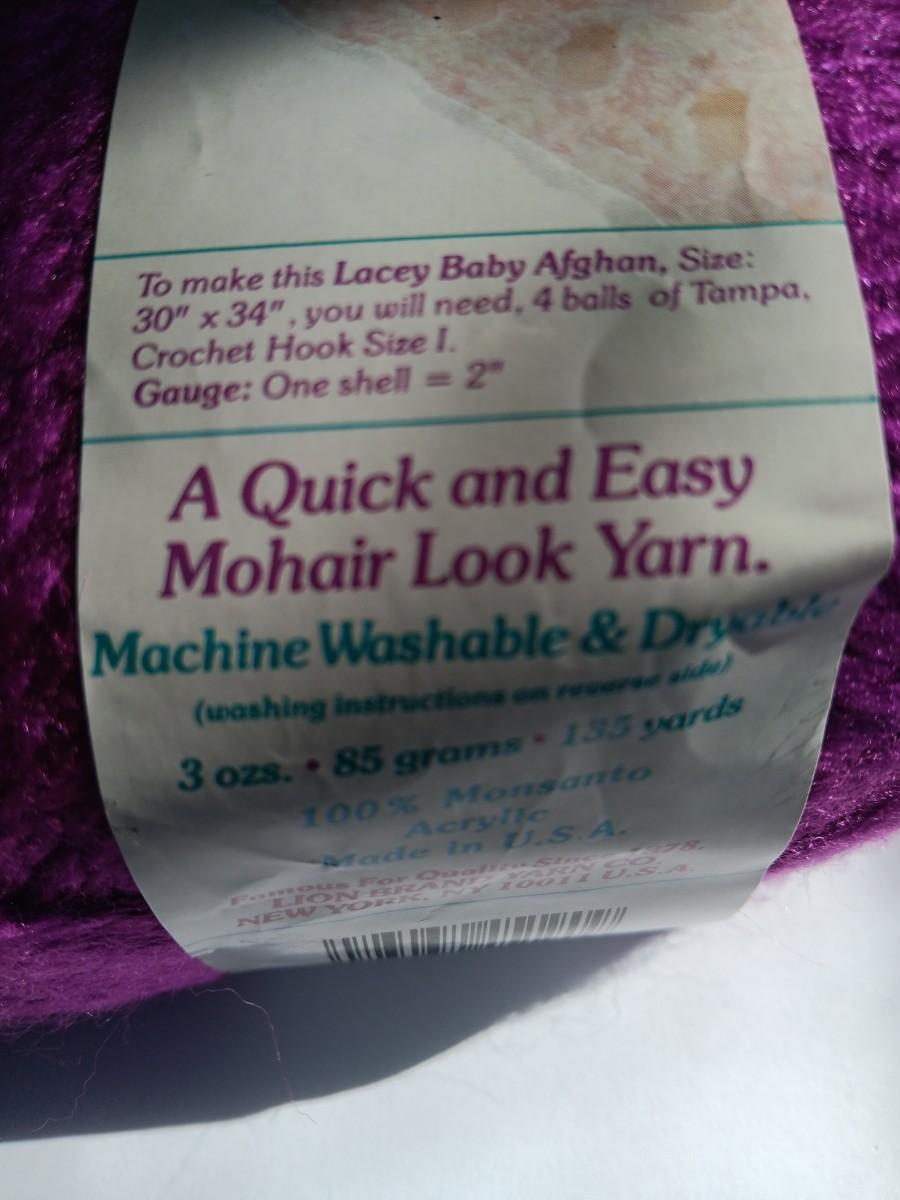 To make this Lacey Baby Afghan, Size:
30" x 34", you will need, 4 balls of Tampa,
Crochet Hook Size I.
Gauge: One shell = 2"
A Quick and Easy
Mohair Look Yarn.
Machine Washable & Dryable
(washing instructions on reverse side)
3 ozs. • 85 grams • 135 yards
100% Monsanto
Acrylic
Made in U.S.A.
Famous For Quality Since 1878.
LION BRAND YARN CO.
NEW YORK, NY 10011 U.S.A.